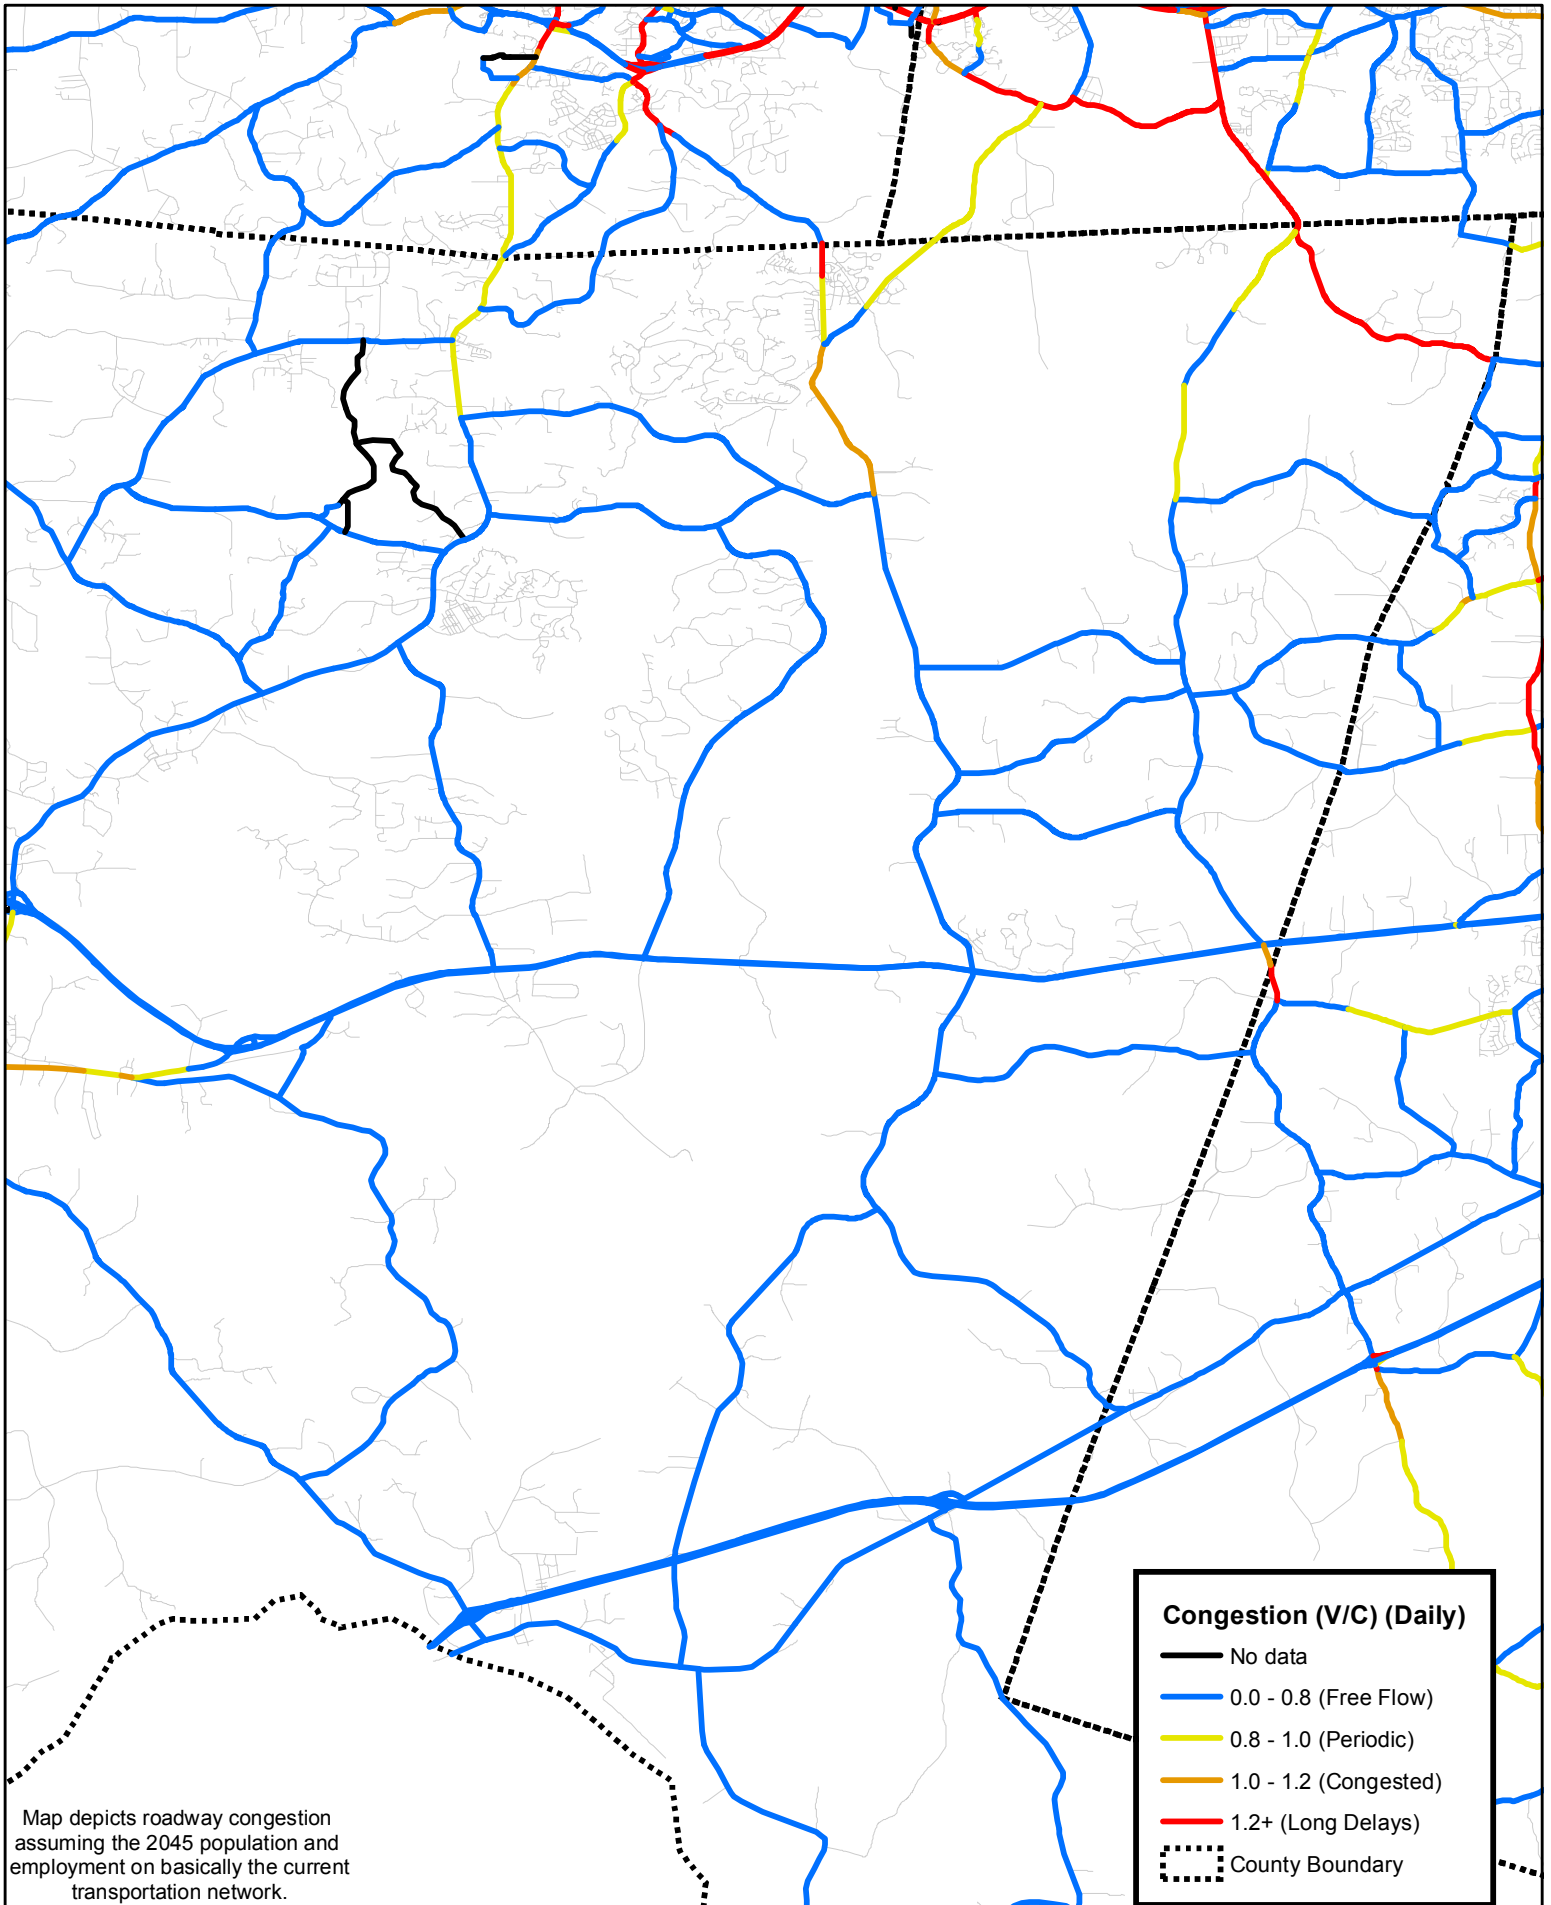 Congestion (V/C) (Daily)
No data
0.0 - 0.8 (Free Flow)
0.8 - 1.0 (Periodic)
1.0 - 1.2 (Congested)
1.2+ (Long Delays)
County Boundary
Map depicts roadway congestion
assuming the 2045 population and
employment on basically the current
transportation network.